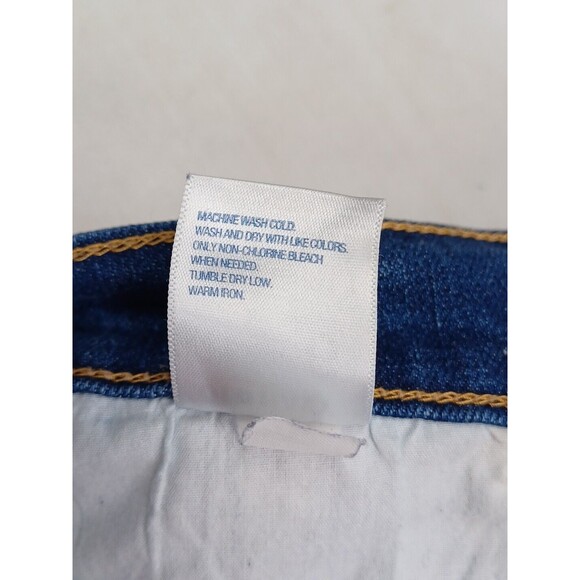 MACHINE WASH COLD.
WASH AND DRY WITH LIKE COLORS.
ONLY NON-CHLORINE BLEACH
WHEN NEEDED.
TUMBLE DRY LOW.
WARM IRON.